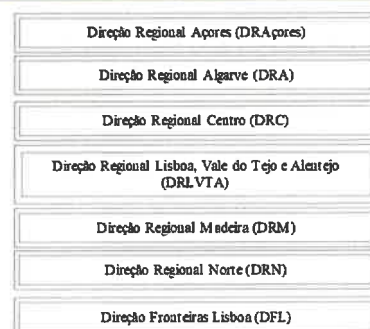 Direção Regional Açores (DRAçores)
Direção Regional Algarve (DRA)
Direção Regional Centro (DRC)
Direção Regional Lisboa, Vale do Tejo e Alentejo
(DRLVTA)
Direção Regional Madeira (DRM)
Direção Regional Norte (DRN)
Direção Fronteiras Lisboa (DFL)